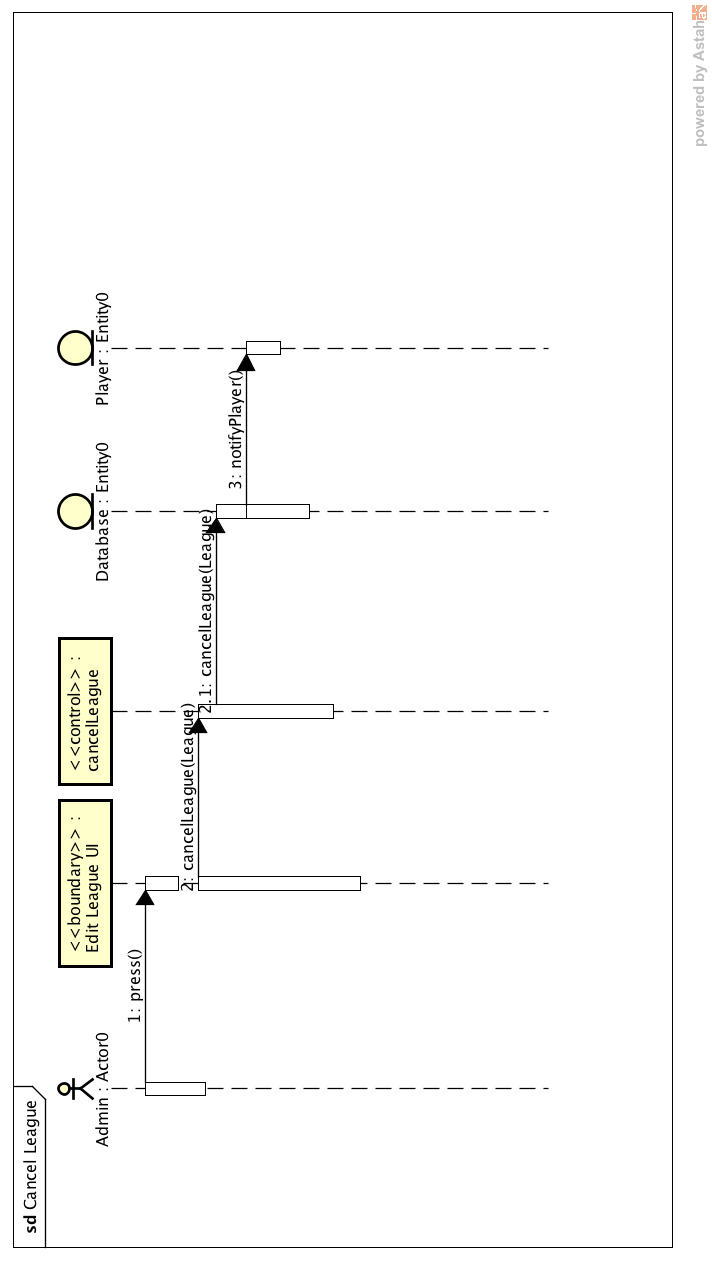 sd Cancel League
Admin : Actor0
<<boundary>> :
Edit League UI
<<control>> :
cancelLeague
Database : Entity0
Player : Entity0
1: press()
2: cancelLeague(League)
2.1: cancelLeague(League)
3: notifyPlayer()
powered by Astah